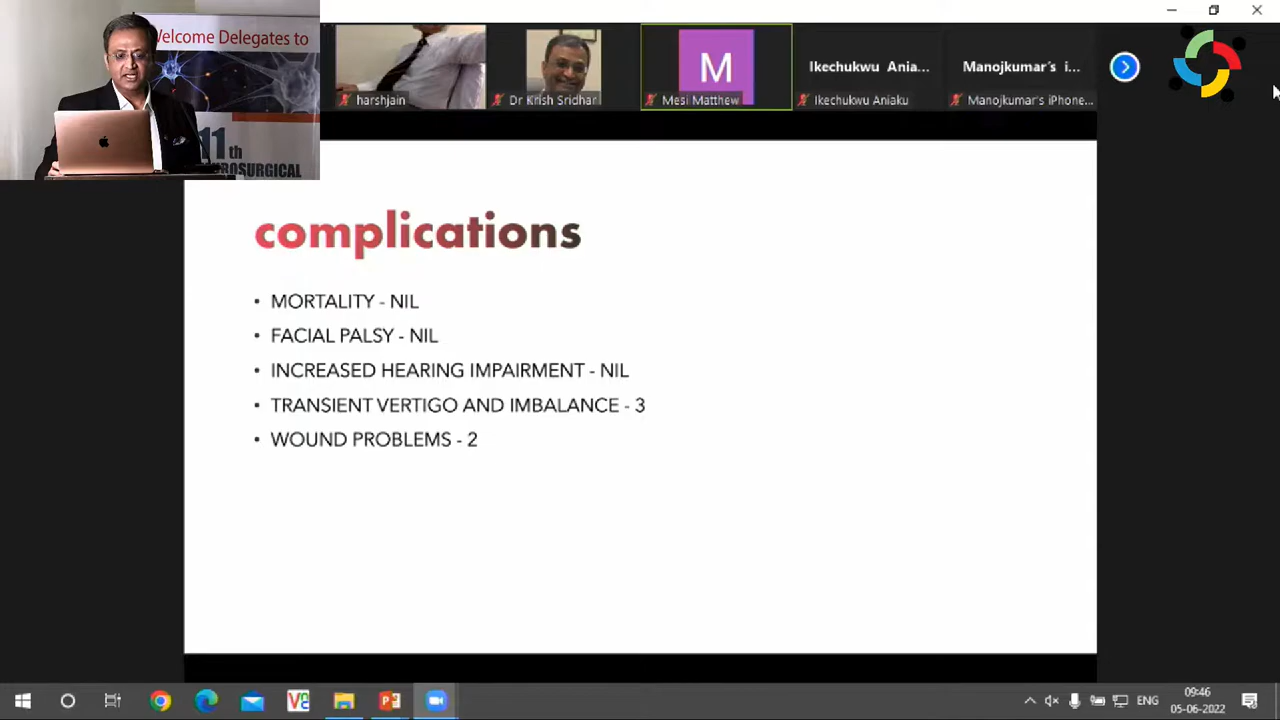 Welcome Delegates to
11th
harshjain
Dr Krish Sridhar
M
Mesi Matthew
Ikechukwu Ania...
Ikechukwu Aniaku
Manojkumar's i...
Manojkumar's iPhone...
complications
• MORTALITY - NIL
• FACIAL PALSY - NIL
• INCREASED HEARING IMPAIRMENT - NIL
• TRANSIENT VERTIGO AND IMBALANCE - 3
• WOUND PROBLEMS - 2
ENG
09:46
05-06-2022